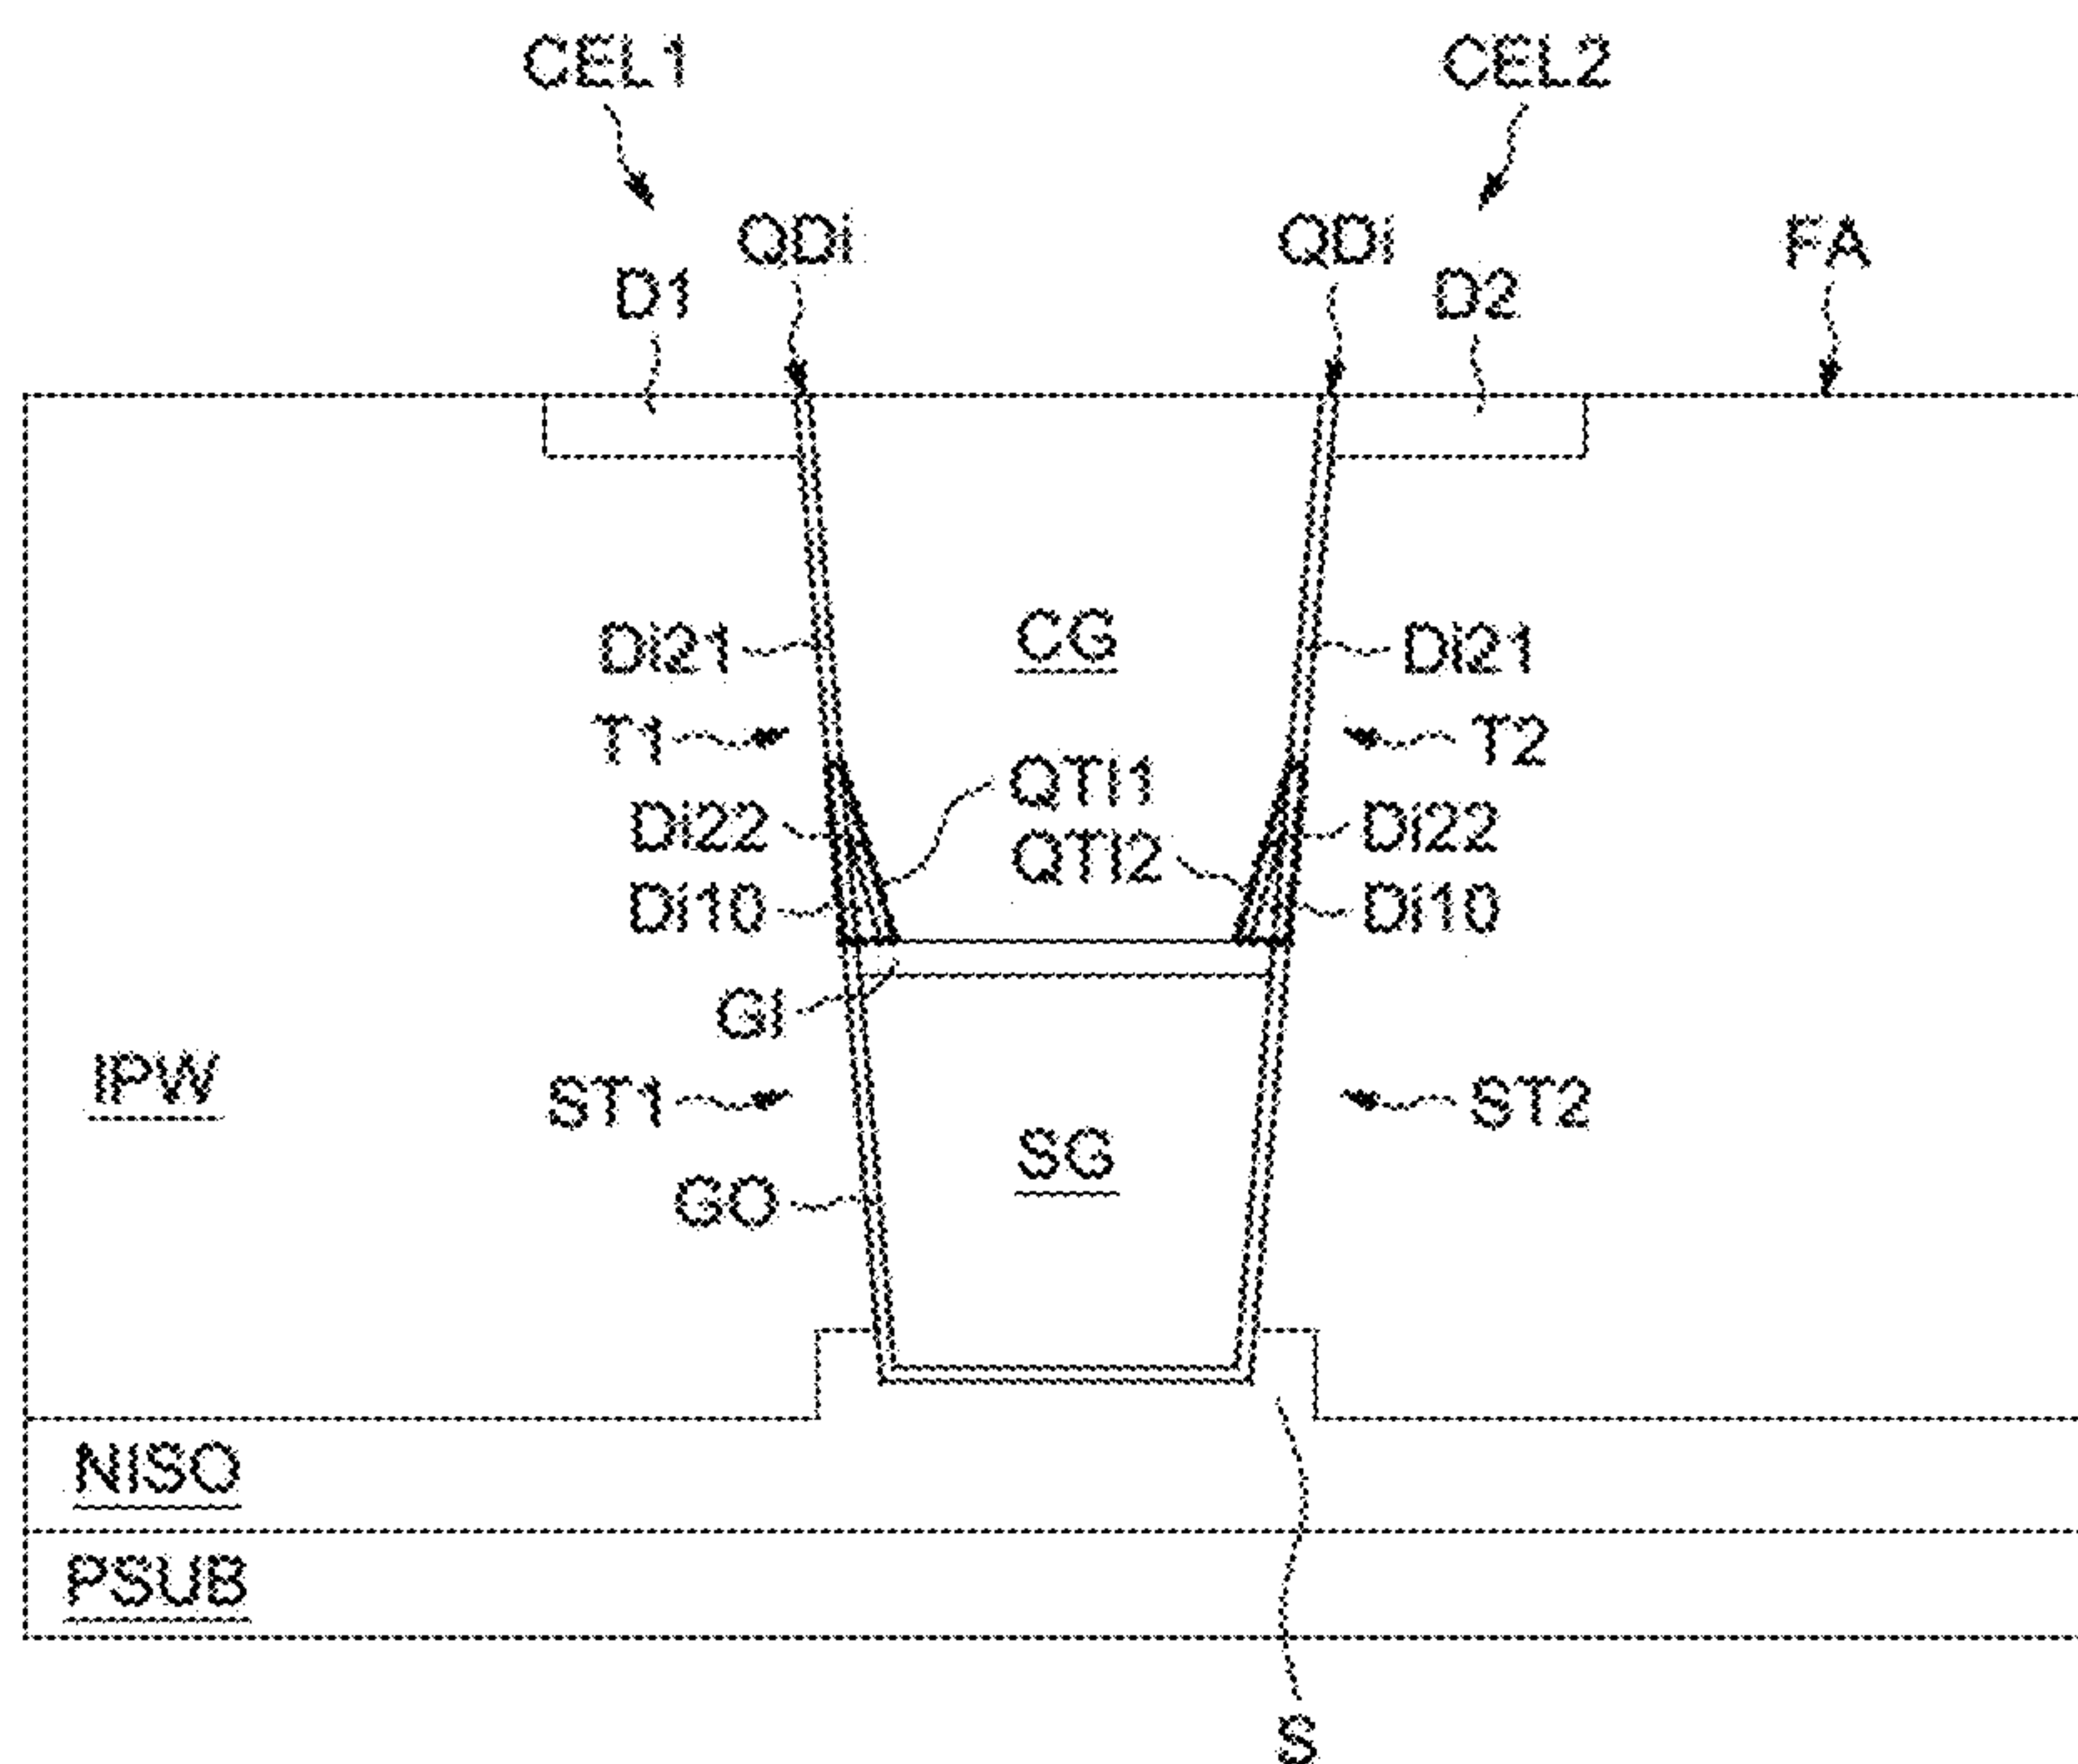 CEL1 CEL2
QDi QDi FA
D1 D2
Di21 CG Di21
T1 T2
QTI1
Di22 Di22
QTI2
Di10 Di10
GI
IPW
ST1 ST2
SG
GO
NISO
PSUB
S